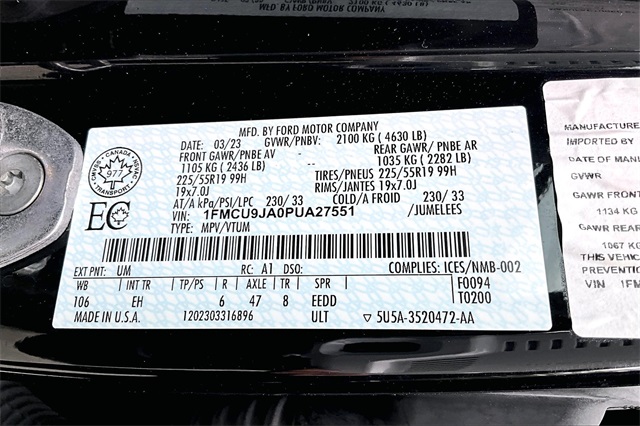 MFD. BY FORD MOTOR COMPANY
DATE: 03/23 GVWR/PNBV: 2100 KG ( 4630 LB)
FRONT GAWR/PNBE AV -- REAR GAWR/ PNBE AR
1105 KG ( 2436 LB) 1035 KG ( 2282 LB)
225/55R19 99H TIRES/PNEUS 225/55R19 99H
19x7.0J RIMS/JANTES 19x7.0J
AT/A kPa/PSI/LPC 230/ 33 COLD/A FROID 230/ 33
VIN: 1FMCU9JA0PUA27551 /JUMELEES
TYPE: MPV/VTUM
CANADA
977
TRANSPORT
EC
EXT PNT: UM RC: A1 DSO: COMPLIES: ICES/NMB-002
WB INT TR TP/PS R AXLE TR SPR F0094
106 EH 6 47 8 EEDD T0200
MADE IN U.S.A. 1202303316896 ULT ▽ 5U5A-3520472-AA
MANUFACTURE
IMPORTED BY
DATE OF MANU
GVWR
GAWR FRONT
1134 KG
GAWR REAR
1067 KG
THIS VEHIC
PREVENTIO
VIN 1FM